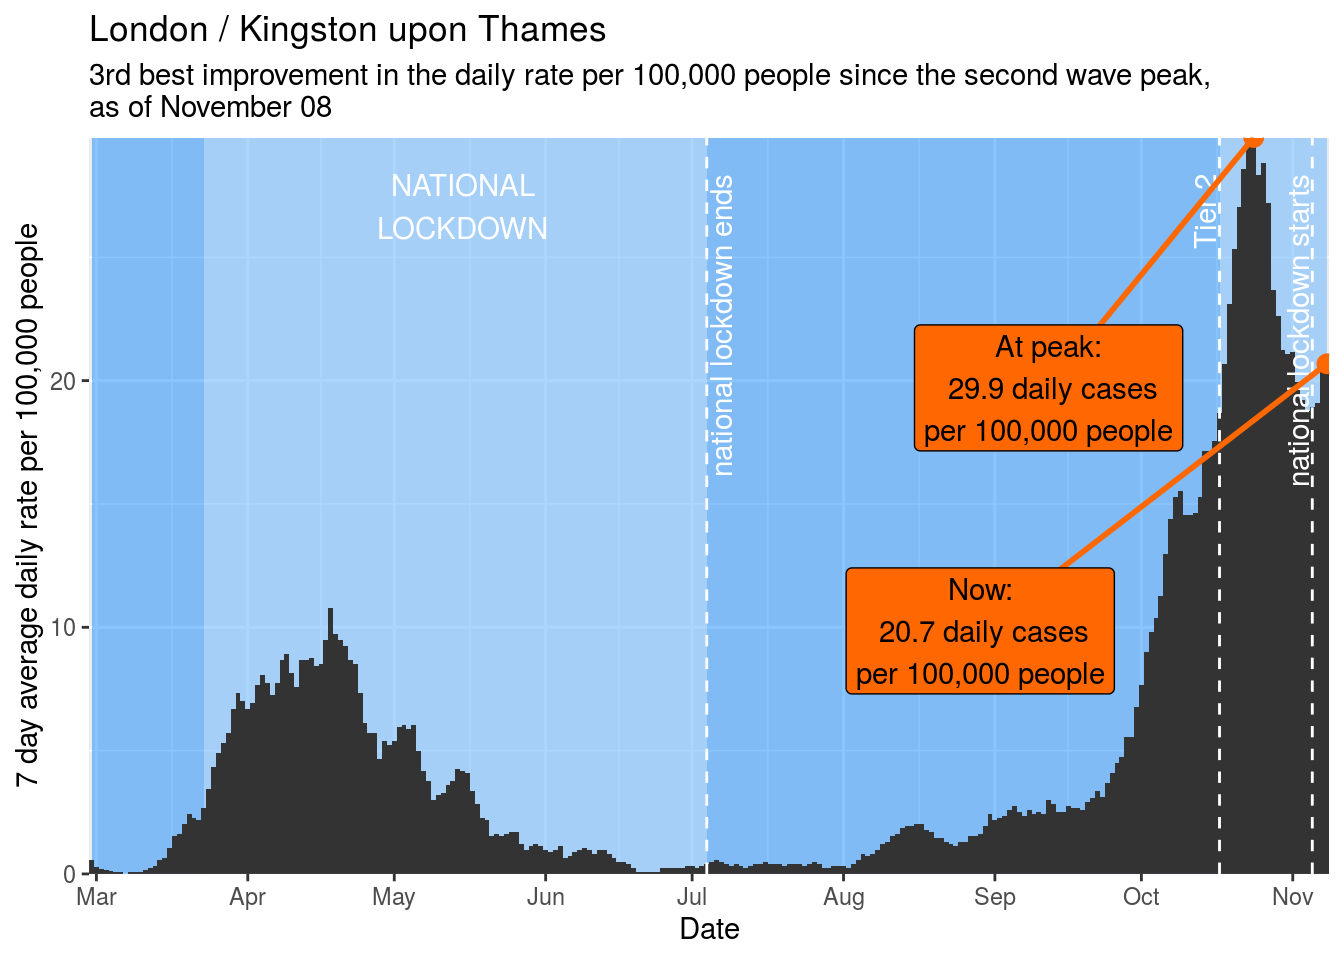 London / Kingston upon Thames
3rd best improvement in the daily rate per 100,000 people since the second wave peak,
as of November 08
7 day average daily rate per 100,000 people
20
10
0
NATIONAL
LOCKDOWN
national lockdown ends
Tier 2
national lockdown starts
At peak:
29.9 daily cases
per 100,000 people
Now:
20.7 daily cases
per 100,000 people
Mar
Apr
May
Jun
Jul
Aug
Sep
Oct
Nov
Date